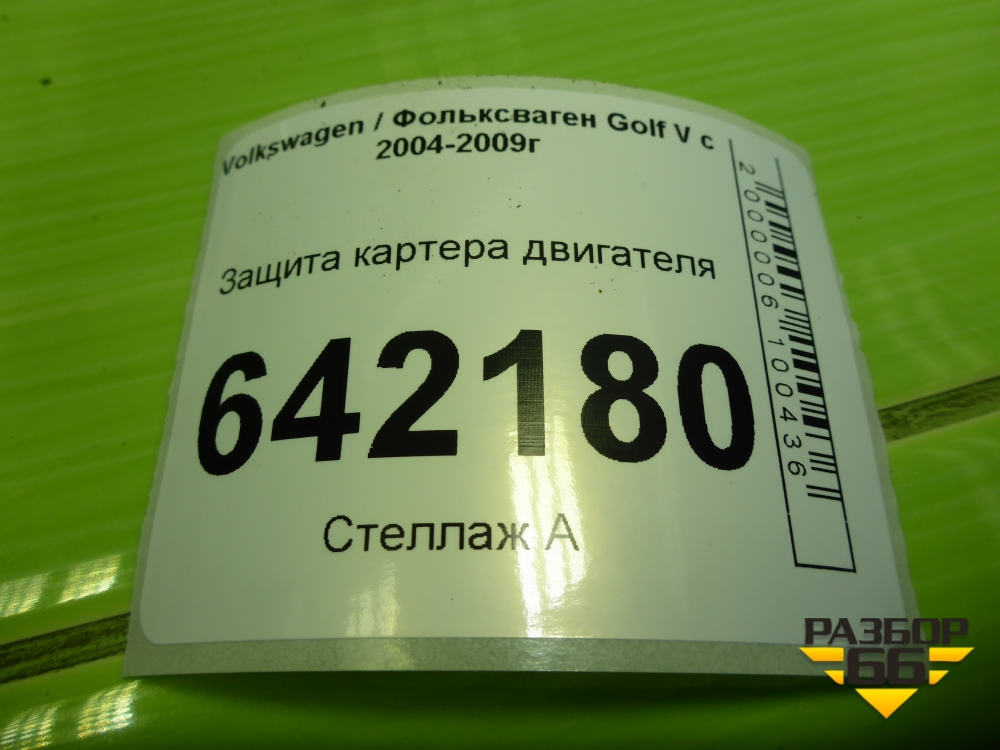 Volkswagen / Фольксваген Golf V с
2004-2009г
Защита картера двигателя
642180
Стеллаж А
2000006100436
РАЗБОР
66